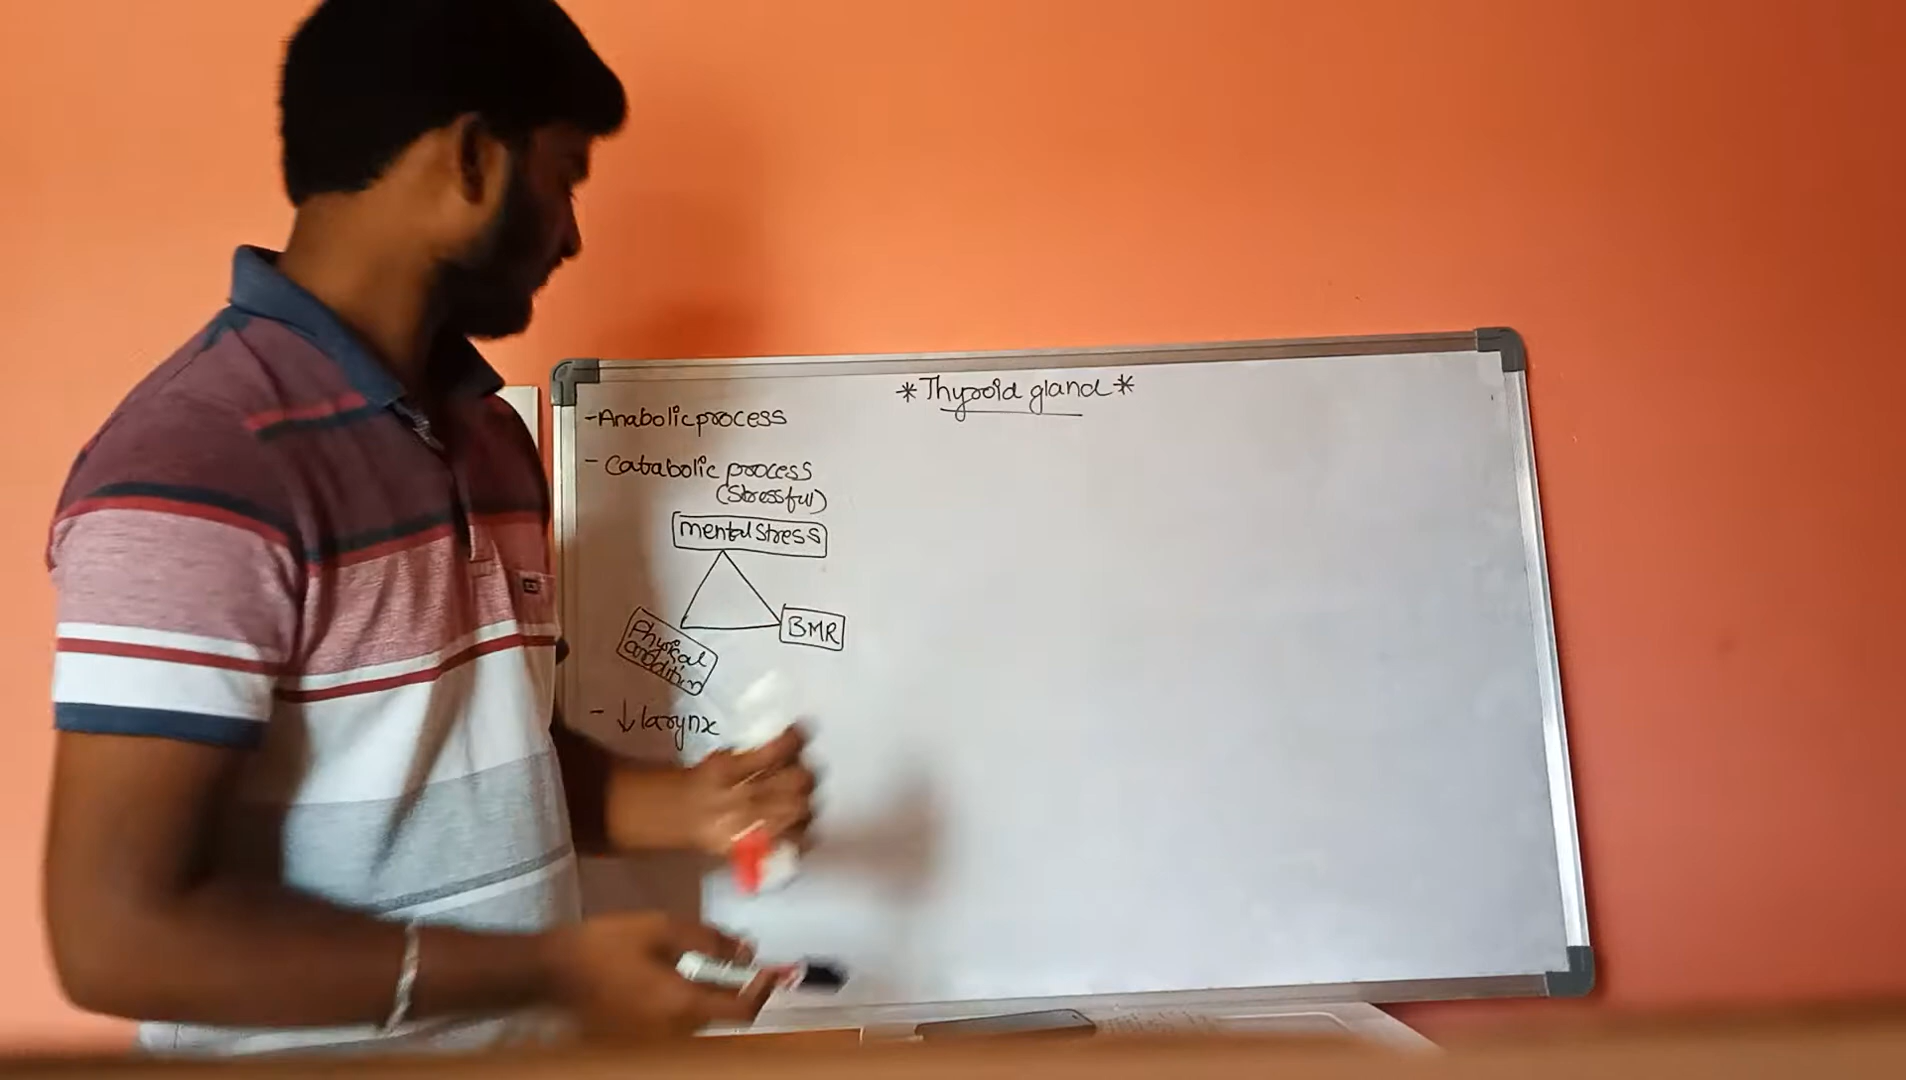 *Thyroid gland*
-Anabolic process
- Catabolic process
(Stressful)
mental stress
BMR
Physical
condition
- ↓ larynx